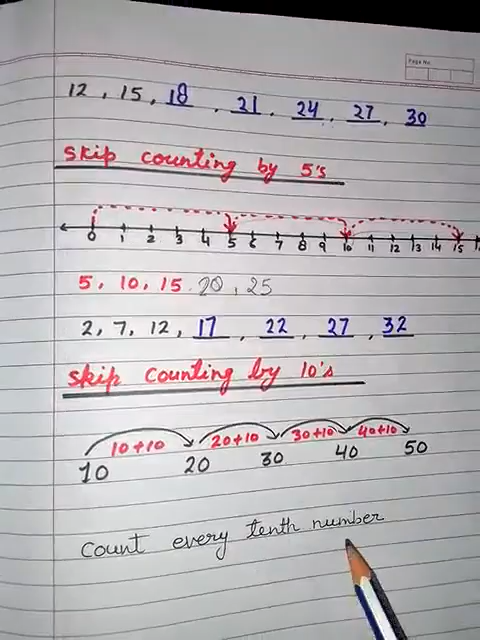 Page No.
12, 15, 18, 21, 24, 27, 30
Skip counting by 5's
0 1 2 3 4 5 6 7 8 9 10 11 12 13 14 15
5, 10, 15 20, 25
2, 7, 12, 17, 22, 27, 32
Skip counting by 10's
10+10 20+10 30+10 40+10
10 20 30 40 50
Count every tenth number